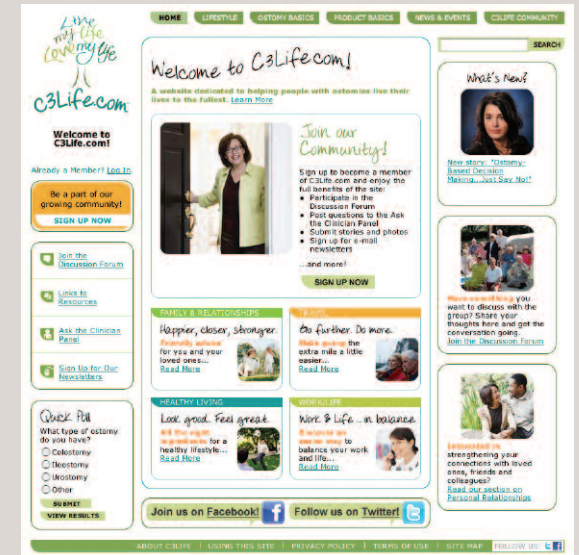 Live
my life
Love my life
C3Life.com
Welcome to
C3Life.com!
Already a Member? Log In
Be a part of our
growing community!
SIGN UP NOW
Join the
Discussion Forum
Links to
Resources
Ask the Clinician
Panel
Sign Up for Our
Newsletters
Quick Poll
What type of ostomy
do you have?
Colostomy
Ileostomy
Urostomy
Other
SUBMIT
VIEW RESULTS
HOME
LIFESTYLE
OSTOMY BASICS
PRODUCT BASICS
NEWS & EVENTS
C3LIFE COMMUNITY
Welcome to C3Life.com!
A website dedicated to helping people with ostomies live their
lives to the fullest. Learn More
Join our
Community!
Sign up to become a member
of C3Life.com and enjoy the
full benefits of the site:
Participate in the
Discussion Forum
Post questions to the Ask
the Clinician Panel
Submit stories and photos
Sign up for e-mail
newsletters
...and more!
SIGN UP NOW
FAMILY & RELATIONSHIPS
Happier, closer, stronger.
Friendly advice
for you and your
loved ones...
Read More
TRAVEL
Go further. Do more.
Make going the
extra mile a little
easier...
Read More
HEALTHY LIVING
Look good. Feel great.
for a
healthy lifestyle...
Read More
WORK/LIFE
Work & Life...in balance.
to
balance your work
and life...
Read More
Join us on Facebook!
Follow us on Twitter!
SEARCH
What's New?
New story: "Ostomy-
Based Decision
Making...Just Say No!"
Have something you
want to discuss with the
group? Share your
thoughts here and get the
conversation going.
Join the Discussion Forum
Interested in
strengthening your
connections with loved
ones, friends and
colleagues?
Read our section on
Personal Relationships
ABOUT C3LIFE
USING THIS SITE
PRIVACY POLICY
TERMS OF USE
SITE MAP
FOLLOW US: